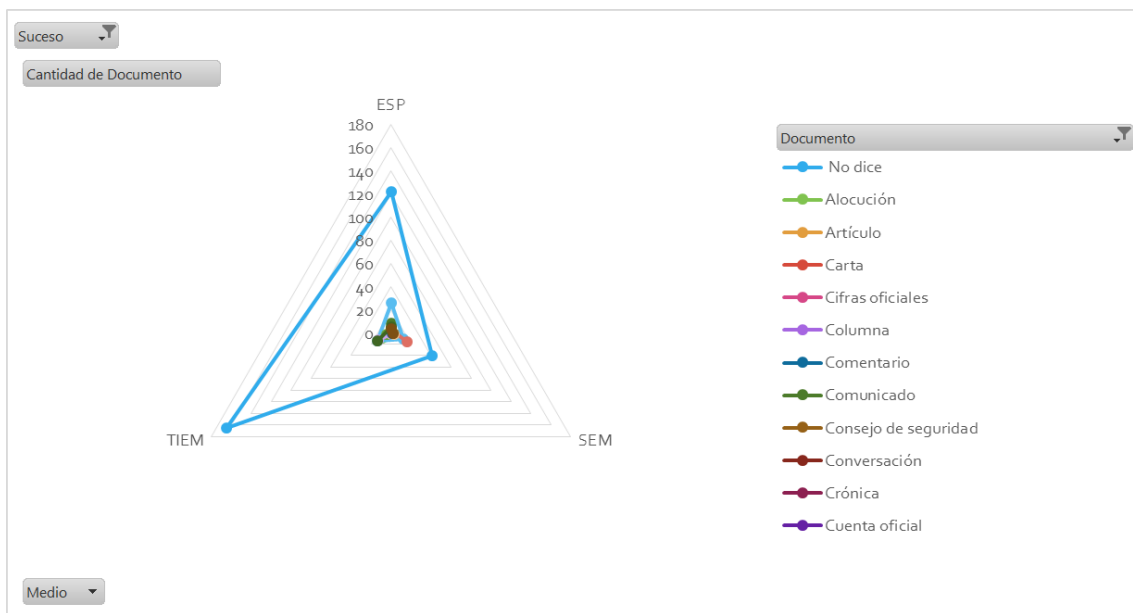 Suceso
Cantidad de Documento
ESP
180
160
140
120
100
80
60
40
20
0
TIEM
SEM
Documento
No dice
Alocución
Artículo
Carta
Cifras oficiales
Columna
Comentario
Comunicado
Consejo de seguridad
Conversación
Crónica
Cuenta oficial
Medio